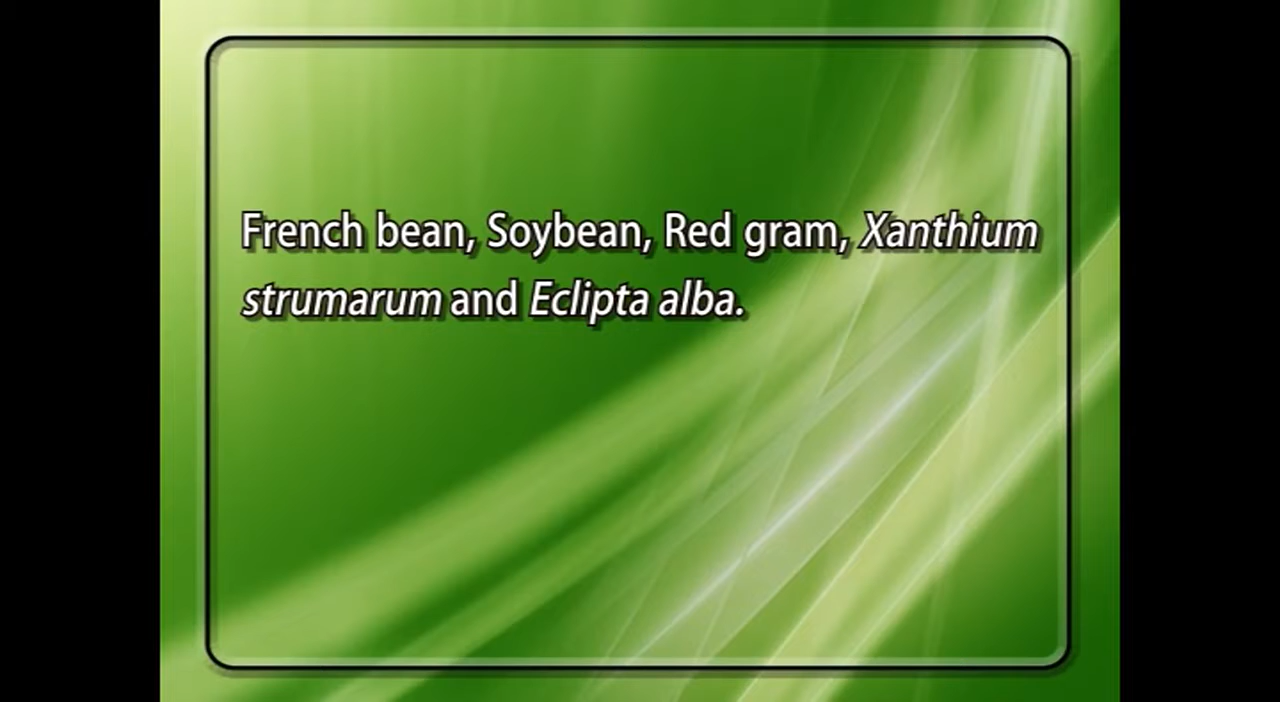 French bean, Soybean, Red gram, Xanthium
strumarum and Eclipta alba.